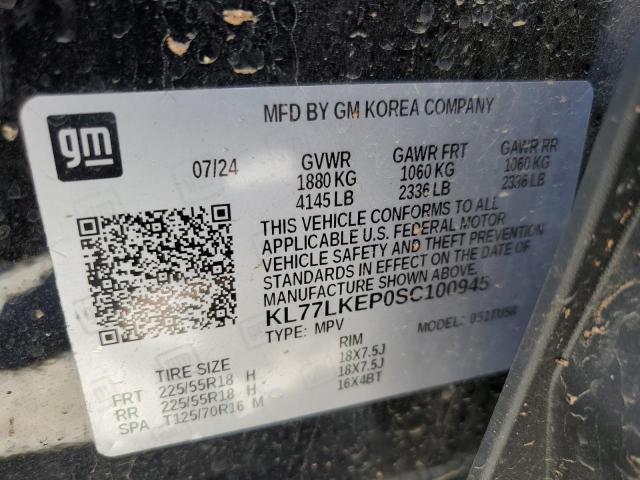 MFD BY GM KOREA COMPANY
gm
07/24 GVWR GAWR FRT GAWR RR
1880 KG 1060 KG 1060 KG
4145 LB 2336 LB 2336 LB
THIS VEHICLE CONFORMS TO ALL
APPLICABLE U.S. FEDERAL MOTOR
VEHICLE SAFETY AND THEFT PREVENTION
STANDARDS IN EFFECT ON THE DATE OF
MANUFACTURE SHOWN ABOVE.
KL77LKEP0SC100945
TYPE: MPV MODEL:
TIRE SIZE RIM
FRT 225/55R18 H 18X7.5J
RR 225/55R18 H 18X7.5J
SPA T125/70R16 M 16X4BT